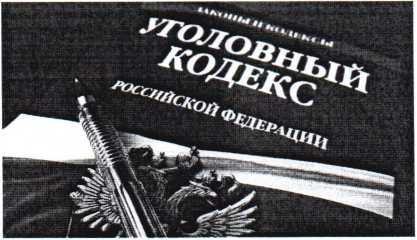 ЗАКОНЫ И КОДЕКСЫ
УГОЛОВНЫЙ
КОДЕКС
РОССИЙСКОЙ ФЕДЕРАЦИИ